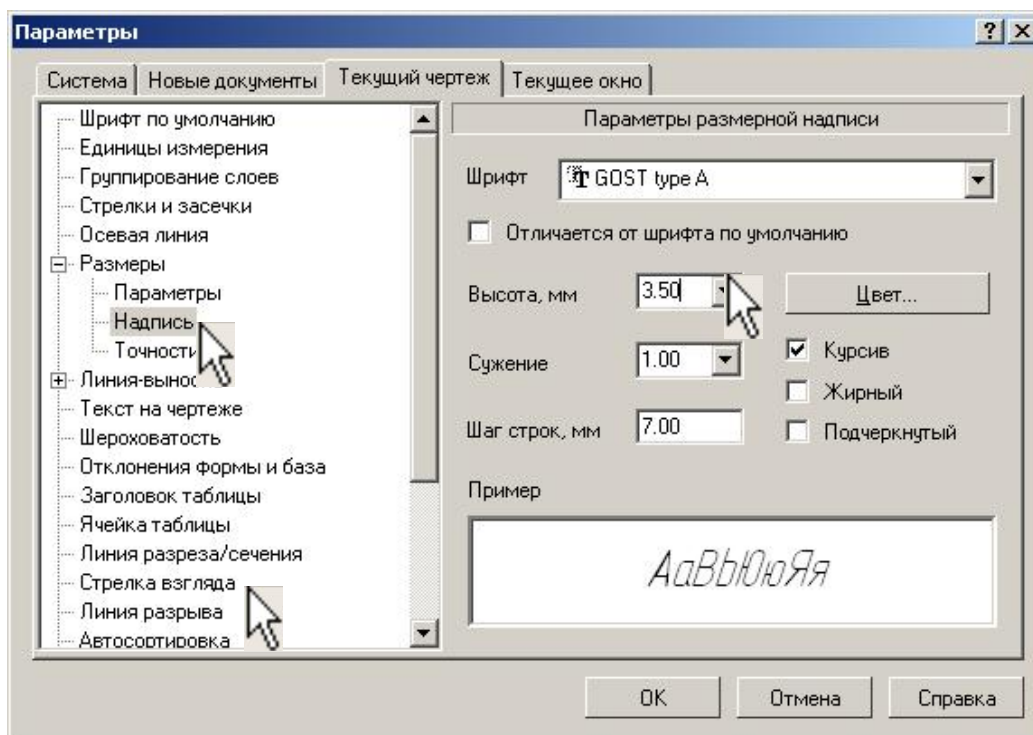 Параметры
Система Новые документы Текущий чертеж Текущее окно
Шрифт по умолчанию
Единицы измерения
Группирование слоев
Стрелки и засечки
Осевая линия
Размеры
Параметры
Надпись
Точности
Линия-вынос
Текст на чертеже
Шероховатость
Отклонения формы и база
Заголовок таблицы
Ячейка таблицы
Линия разреза/сечения
Стрелка взгляда
Линия разрыва
Автосортировка
Параметры размерной надписи
Шрифт GOST type A
Отличается от шрифта по умолчанию
Высота, мм 3.50 Цвет...
Сужение 1.00 Курсив
Жирный
Шаг строк, мм 7.00 Подчеркнутый
Пример
АаВbЮюЯя
OK Отмена Справка